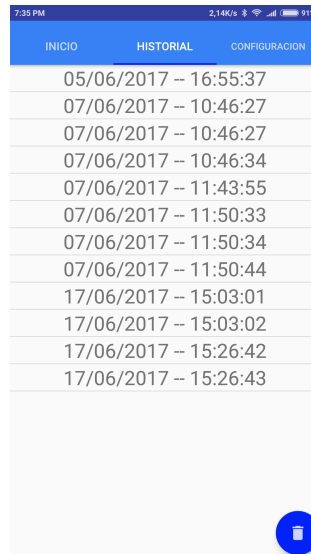 7:35 PM 2,14K/s 91%
INICIO HISTORIAL CONFIGURACION
05/06/2017 -- 16:55:37
07/06/2017 -- 10:46:27
07/06/2017 -- 10:46:27
07/06/2017 -- 10:46:34
07/06/2017 -- 11:43:55
07/06/2017 -- 11:50:33
07/06/2017 -- 11:50:34
07/06/2017 -- 11:50:44
17/06/2017 -- 15:03:01
17/06/2017 -- 15:03:02
17/06/2017 -- 15:26:42
17/06/2017 -- 15:26:43